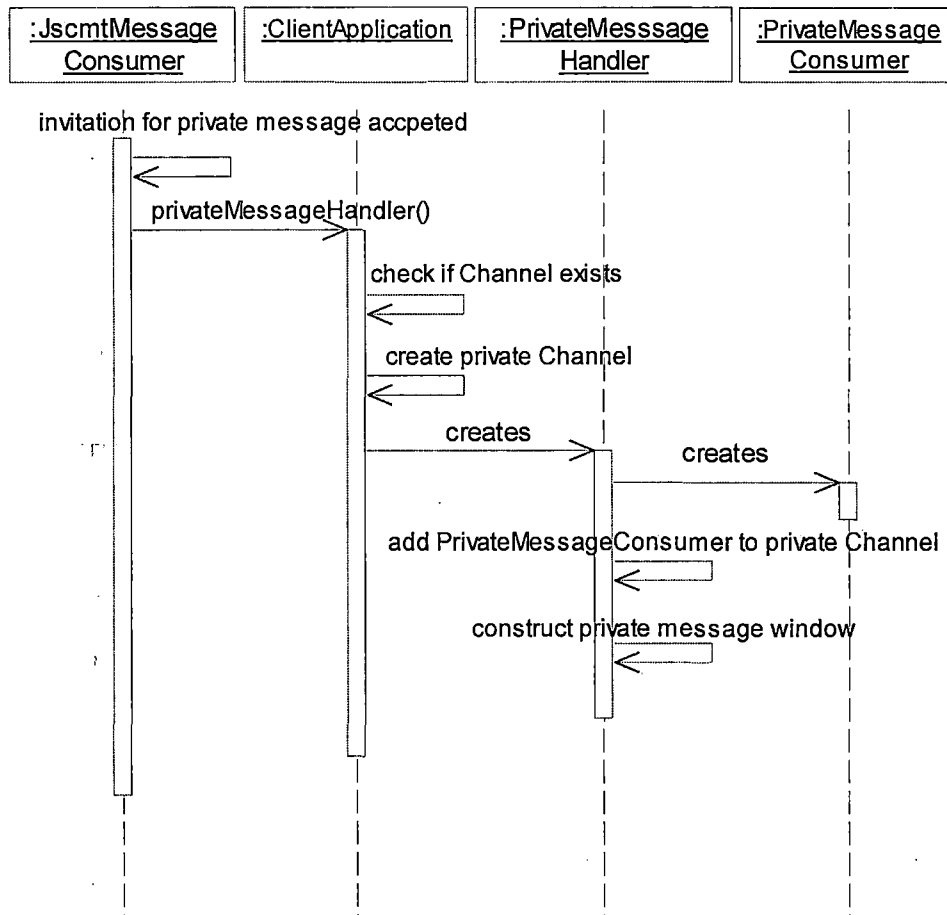 :JscmtMessage
Consumer
:ClientApplication
:PrivateMesssage
Handler
:PrivateMessage
Consumer
invitation for private message accpeted
privateMessageHandler()
check if Channel exists
create private Channel
creates
creates
add PrivateMessageConsumer to private Channel
construct private message window